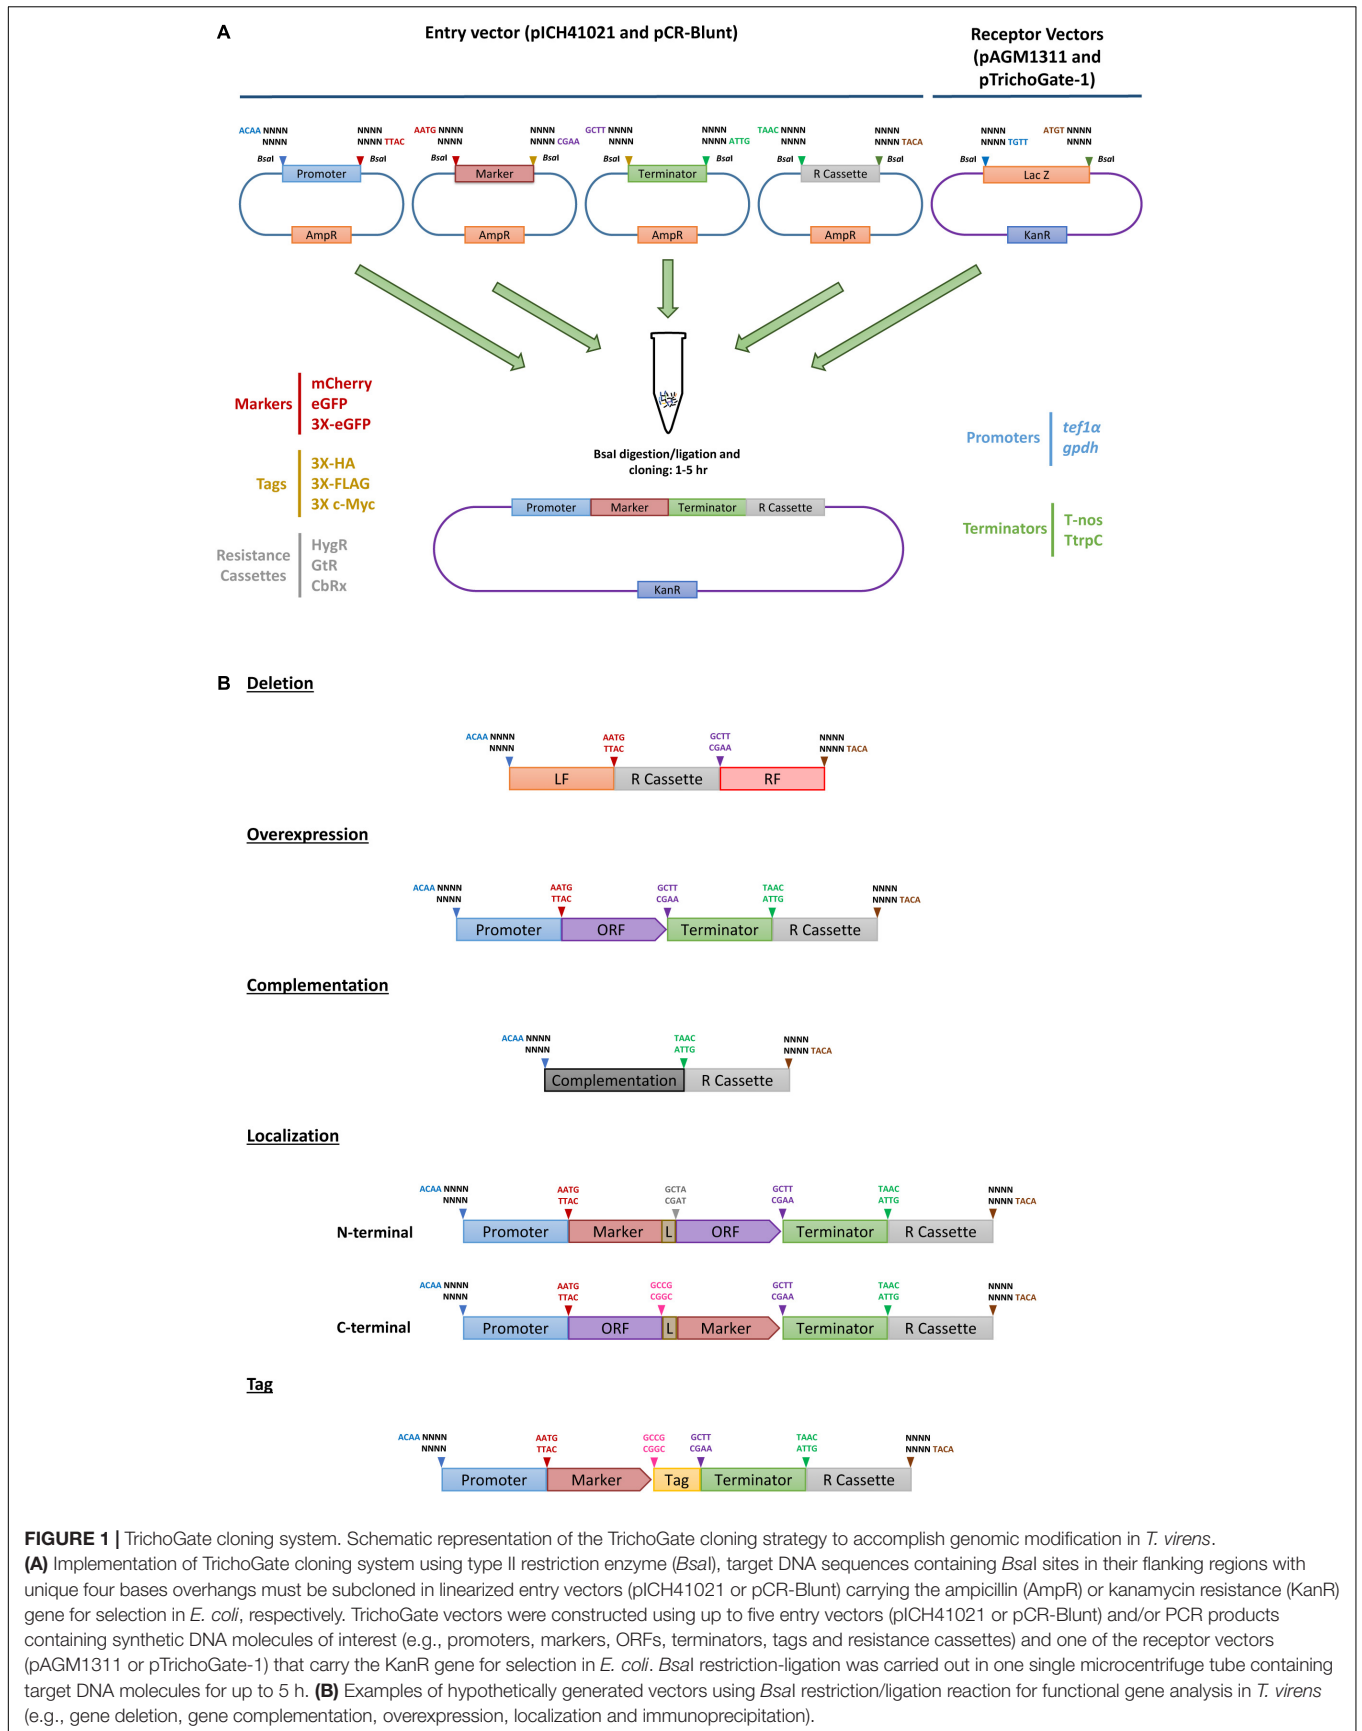 A
Entry vector (pICH41021 and pCR-Blunt)
Receptor Vectors
(pAGM1311 and
pTrichoGate-1)
ACAA NNNN NNNN AATG NNNN NNNN GCTT NNNN NNNN TAAC NNNN NNNN NNNN ATGT NNNN
NNNN NNNN TTAC NNNN NNNN CGAA NNNN NNNN ATTG NNNN NNNN TACA NNNN TGTT NNNN
BsaI BsaI BsaI BsaI BsaI BsaI BsaI BsaI BsaI BsaI
Promoter Marker Terminator R Cassette Lac Z
AmpR AmpR AmpR AmpR KanR
Markers
mCherry
eGFP
3X-eGFP
Tags
3X-HA
3X-FLAG
3X c-Myc
Resistance
Cassettes
HygR
GtR
CbRx
BsaI digestion/ligation and
cloning: 1-5 hr
Promoters
tef1α
gpdh
Terminators
T-nos
TtrpC
Promoter Marker Terminator R Cassette
KanR
B Deletion
ACAA NNNN AATG GCTT NNNN
NNNN TTAC CGAA NNNN TACA
LF R Cassette RF
Overexpression
ACAA NNNN AATG GCTT TAAC NNNN
NNNN TTAC CGAA ATTG NNNN TACA
Promoter ORF Terminator R Cassette
Complementation
ACAA NNNN TAAC NNNN
NNNN ATTG NNNN TACA
Complementation R Cassette
Localization
ACAA NNNN AATG GCTA GCTT TAAC NNNN
NNNN TTAC CGAT CGAA ATTG NNNN TACA
N-terminal Promoter Marker L ORF Terminator R Cassette
ACAA NNNN AATG GCCG GCTT TAAC NNNN
NNNN TTAC CGGC CGAA ATTG NNNN TACA
C-terminal Promoter ORF L Marker Terminator R Cassette
Tag
ACAA NNNN AATG GCCG GCTT TAAC NNNN
NNNN TTAC CGGC CGAA ATTG NNNN TACA
Promoter Marker Tag Terminator R Cassette
FIGURE 1 | TrichoGate cloning system. Schematic representation of the TrichoGate cloning strategy to accomplish genomic modification in T. virens.
(A) Implementation of TrichoGate cloning system using type II restriction enzyme (BsaI), target DNA sequences containing BsaI sites in their flanking regions with
unique four bases overhangs must be subcloned in linearized entry vectors (pICH41021 or pCR-Blunt) carrying the ampicillin (AmpR) or kanamycin resistance (KanR)
gene for selection in E. coli, respectively. TrichoGate vectors were constructed using up to five entry vectors (pICH41021 or pCR-Blunt) and/or PCR products
containing synthetic DNA molecules of interest (e.g., promoters, markers, ORFs, terminators, tags and resistance cassettes) and one of the receptor vectors
(pAGM1311 or pTrichoGate-1) that carry the KanR gene for selection in E. coli. BsaI restriction-ligation was carried out in one single microcentrifuge tube containing
target DNA molecules for up to 5 h. (B) Examples of hypothetically generated vectors using BsaI restriction/ligation reaction for functional gene analysis in T. virens
(e.g., gene deletion, gene complementation, overexpression, localization and immunoprecipitation).